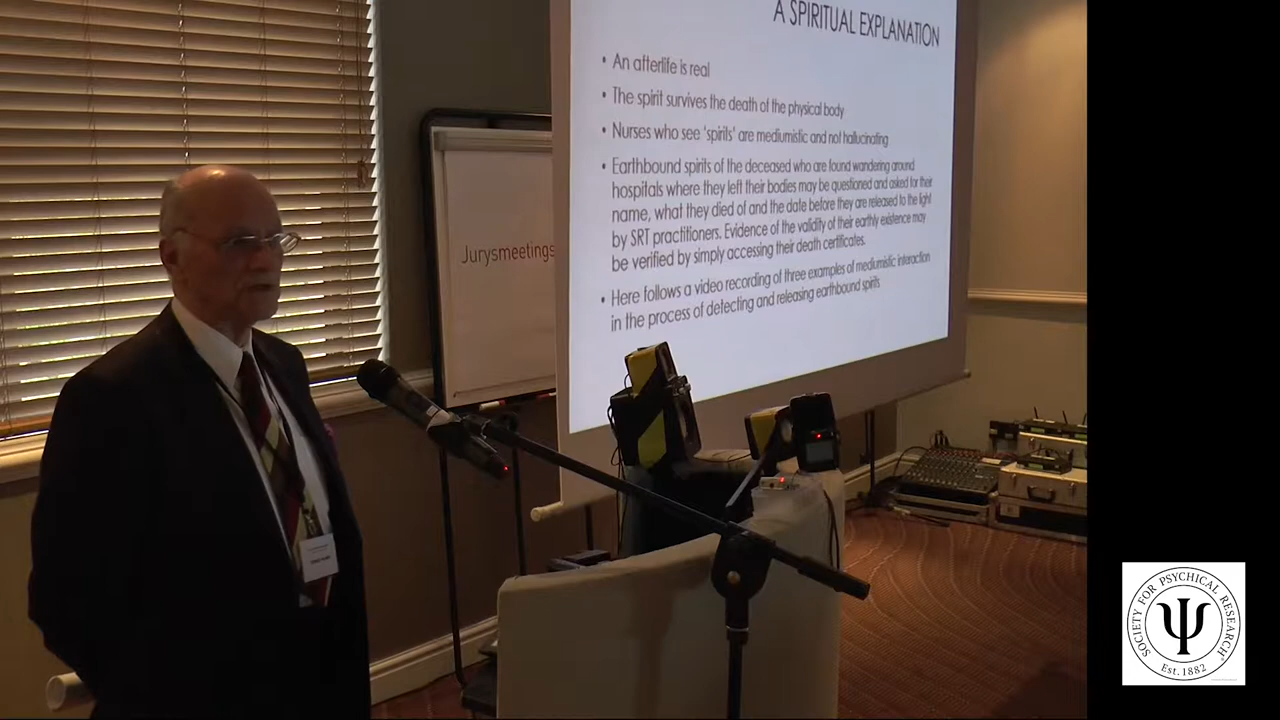 A SPIRITUAL EXPLANATION
• An afterlife is real
• The spirit survives the death of the physical body
• Nurses who see 'spirits' are mediumistic and not hallucinating
• Earthbound spirits of the deceased who are found wandering around
hospitals where they left their bodies may be questioned and asked for their
name, what they died of and the date before they are released to the light
by SRT practitioners. Evidence of the validity of their earthly existence may
be verified by simply accessing their death certificates.
• Here follows a video recording of three examples of mediumistic interaction
in the process of detecting and releasing earthbound spirits
Jurysmeetings
SOCIETY FOR PSYCHICAL RESEARCH
Ψ
Est. 1882